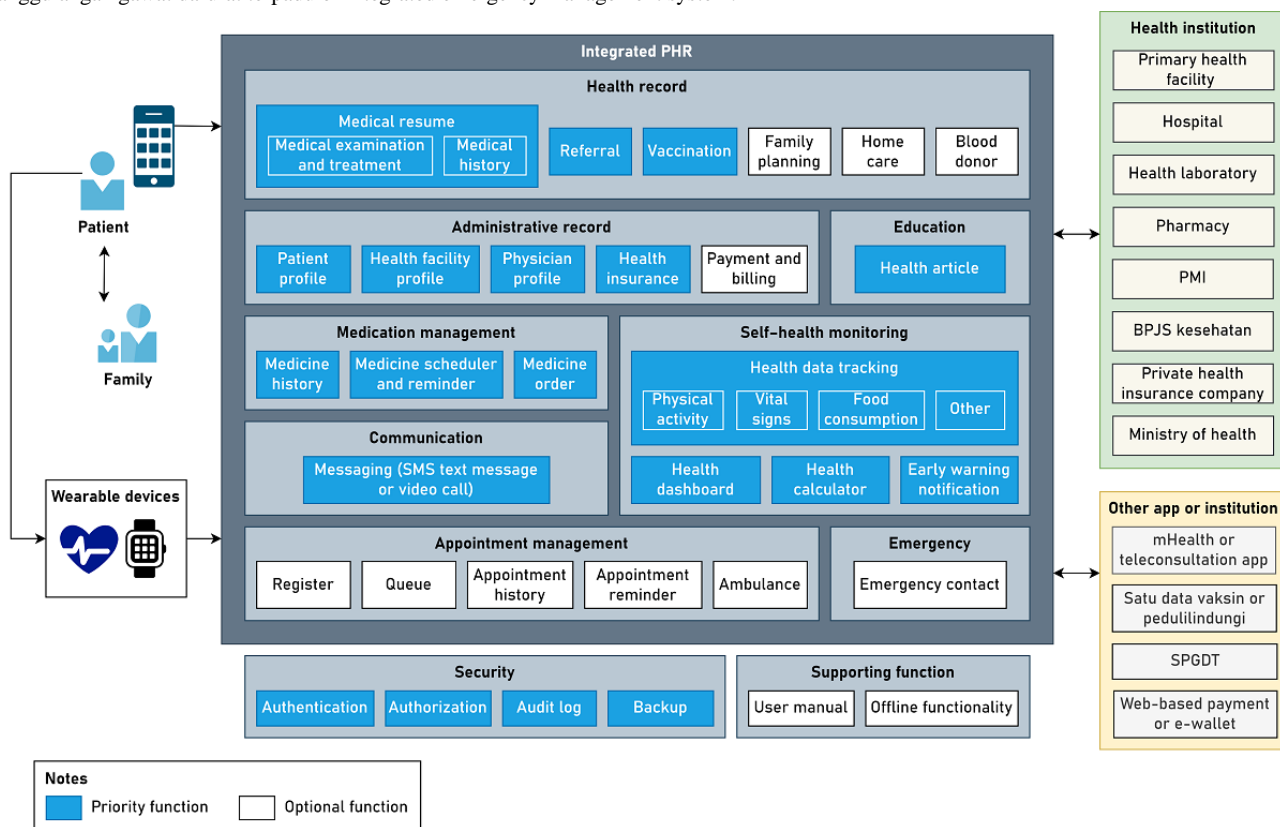 integrated emergency management system.
Integrated PHR
Health record
Medical resume
Medical examination
and treatment
Medical
history
Referral
Vaccination
Family
planning
Home
care
Blood
donor
Administrative record
Patient
profile
Health facility
profile
Physician
profile
Health
insurance
Payment and
billing
Education
Health article
Medication management
Medicine
history
Medicine scheduler
and reminder
Medicine
order
Self-health monitoring
Health data tracking
Physical
activity
Vital
signs
Food
consumption
Other
Health
dashboard
Health
calculator
Early warning
notification
Communication
Messaging (SMS text message
or video call)
Appointment management
Register
Queue
Appointment
history
Appointment
reminder
Ambulance
Emergency
Emergency contact
Security
Authentication
Authorization
Audit log
Backup
Supporting function
User manual
Offline functionality
Patient
Family
Wearable devices
Health institution
Primary health
facility
Hospital
Health laboratory
Pharmacy
PMI
BPJS kesehatan
Private health
insurance company
Ministry of health
Other app or institution
mHealth or
teleconsultation app
Satu data vaksin or
pedulilindungi
SPGDT
Web-based payment
or e-wallet
Notes
Priority function
Optional function